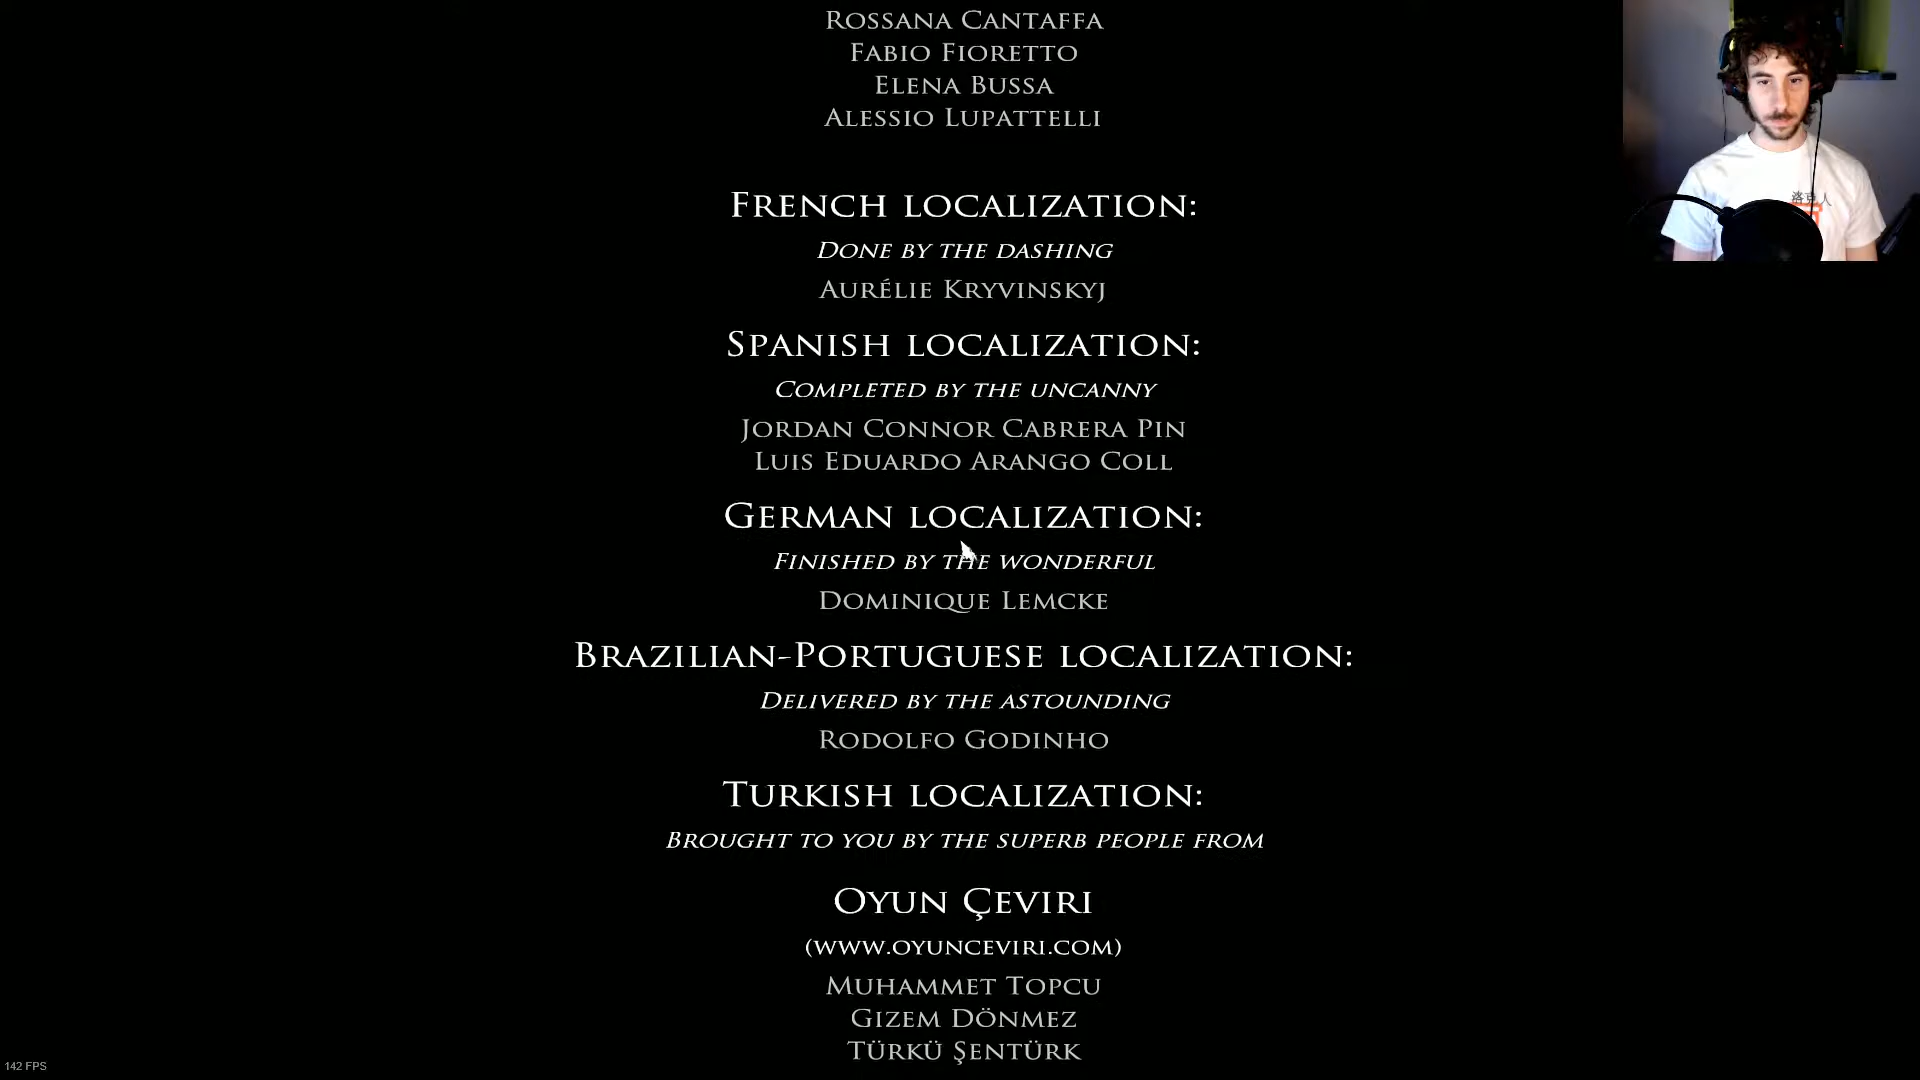 Rossana Cantaffa
Fabio Fioretto
Elena Bussa
Alessio Lupattelli
French localization:
Done by the dashing
Aurélie Kryvinskyj
Spanish localization:
Completed by the uncanny
Jordan Connor Cabrera Pin
Luis Eduardo Arango Coll
German localization:
Finished by the wonderful
Dominique Lemcke
Brazilian-Portuguese localization:
Delivered by the astounding
Rodolfo Godinho
Turkish localization:
Brought to you by the superb people from
Oyun Çeviri
(www.oyunceviri.com)
Muhammet Topcu
Gizem Dönmez
Türkü Şentürk
142 FPS
洛克人